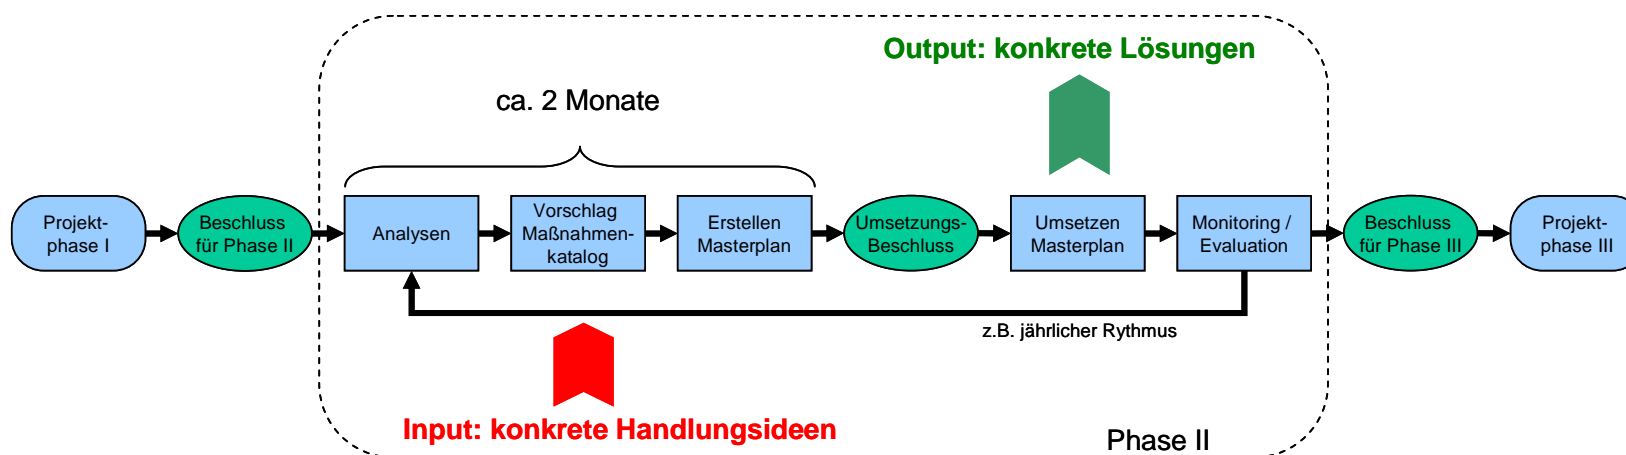 Output: konkrete Lösungen
ca. 2 Monate
Projekt-
phase I
Beschluss
für Phase II
Analysen
Vorschlag
Maßnahmen-
katalog
Erstellen
Masterplan
Umsetzungs-
Beschluss
Umsetzen
Masterplan
Monitoring /
Evaluation
Beschluss
für Phase III
Projekt-
phase III
z.B. jährlicher Rythmus
Input: konkrete Handlungsideen
Phase II